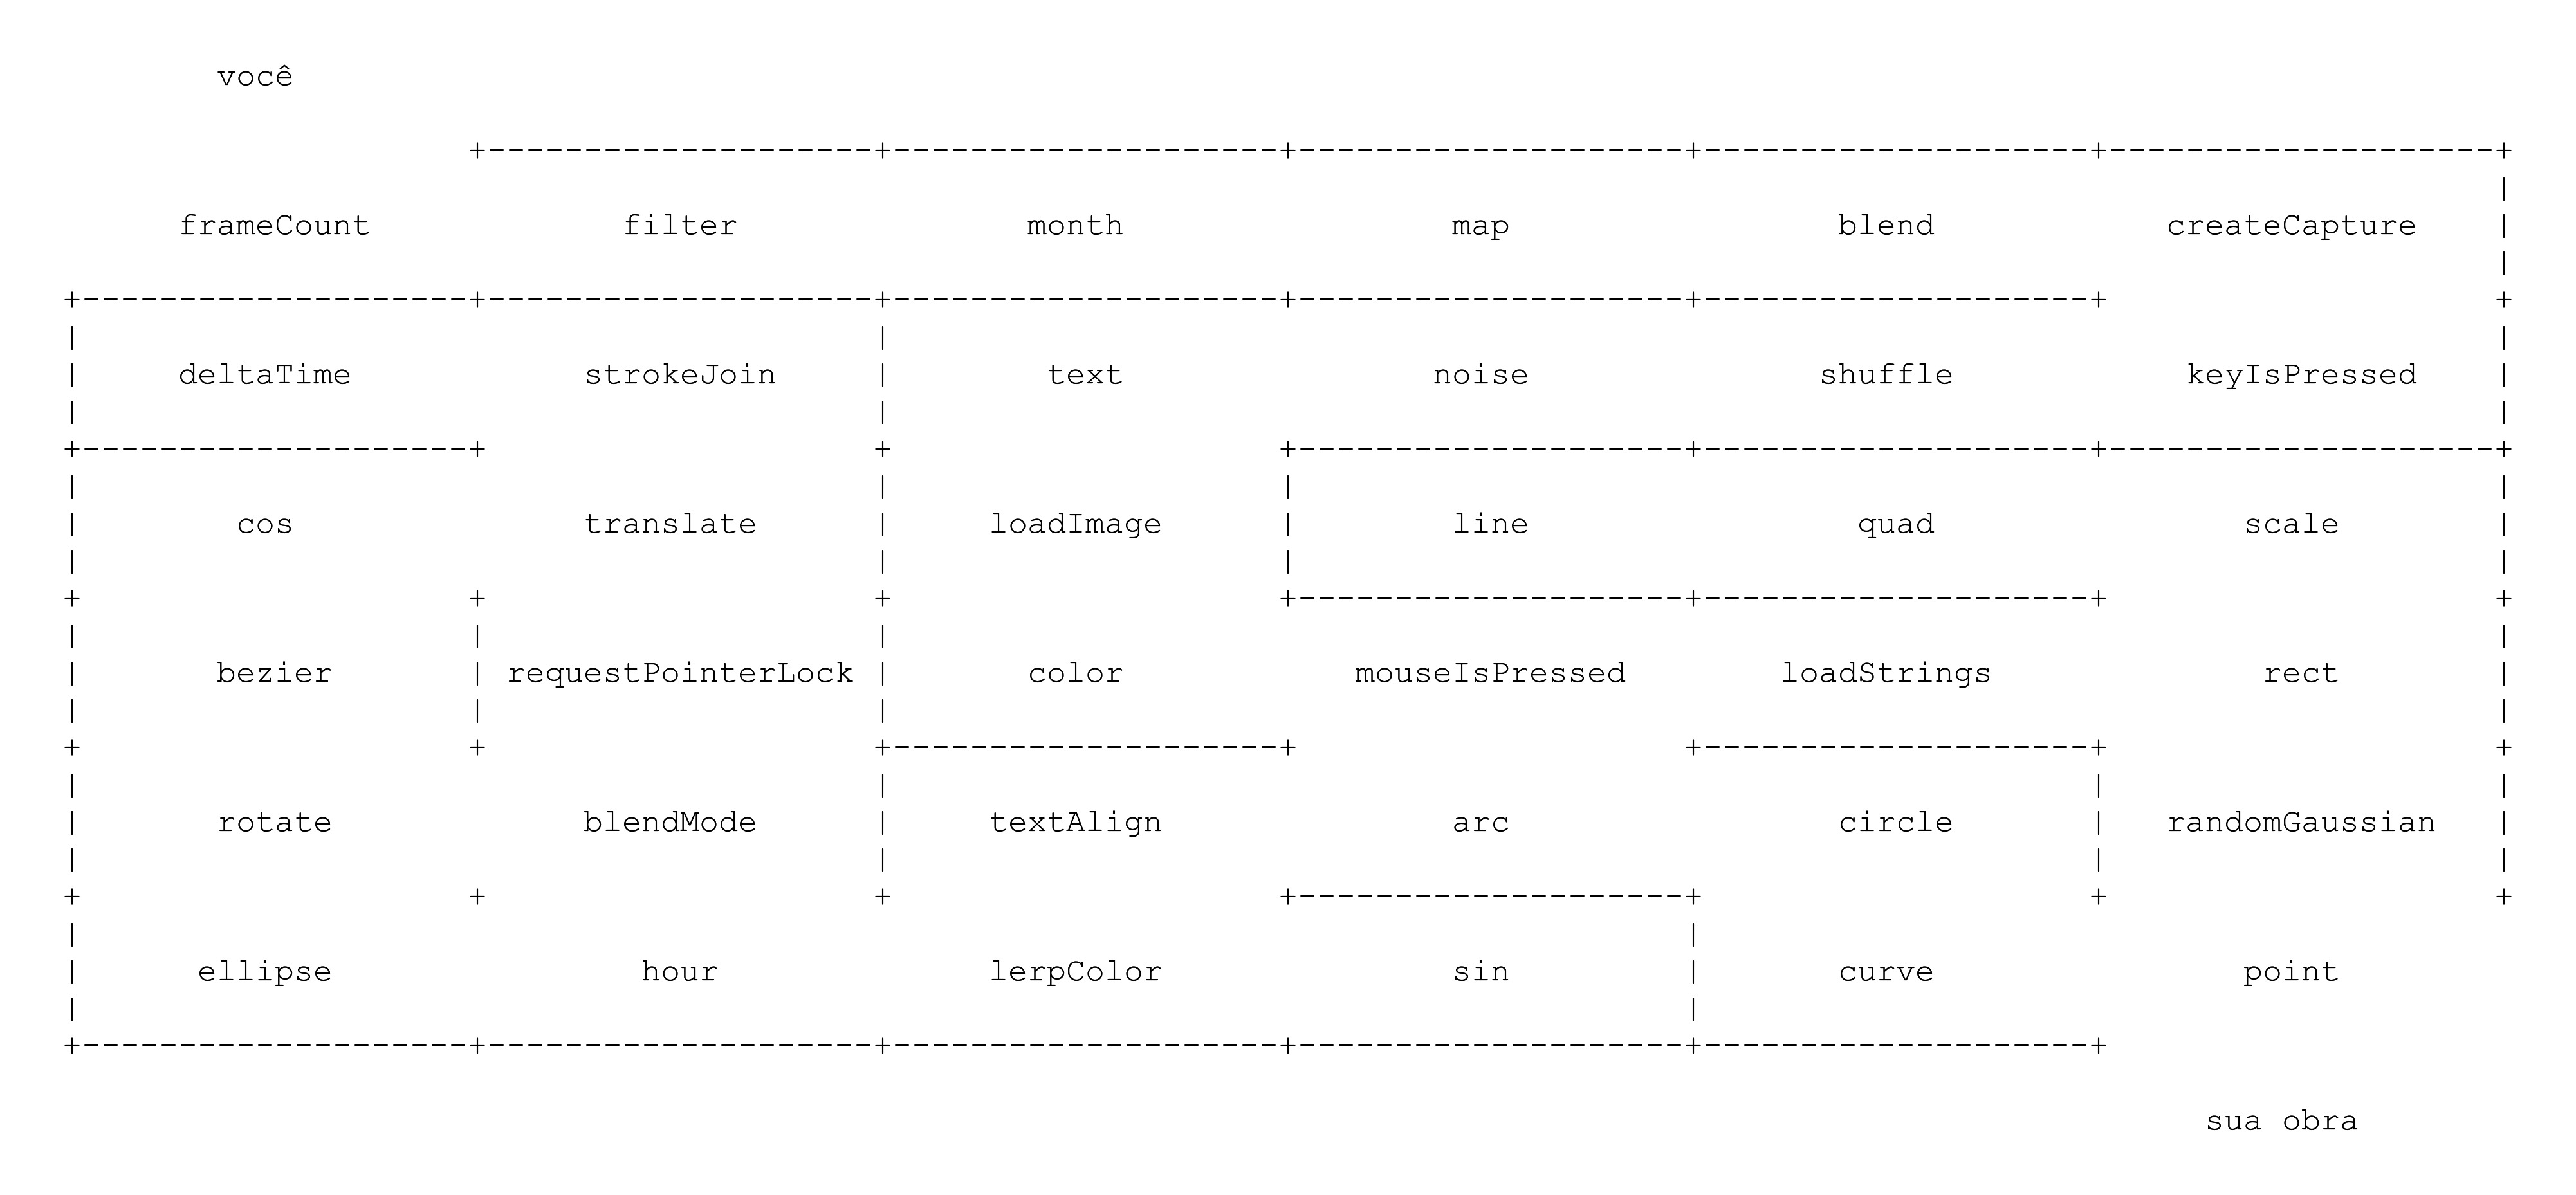 você
frameCount filter month map blend createCapture
deltaTime strokeJoin text noise shuffle keyIsPressed
cos translate loadImage line quad scale
bezier requestPointerLock color mouseIsPressed loadStrings rect
rotate blendMode textAlign arc circle randomGaussian
ellipse hour lerpColor sin curve point
sua obra